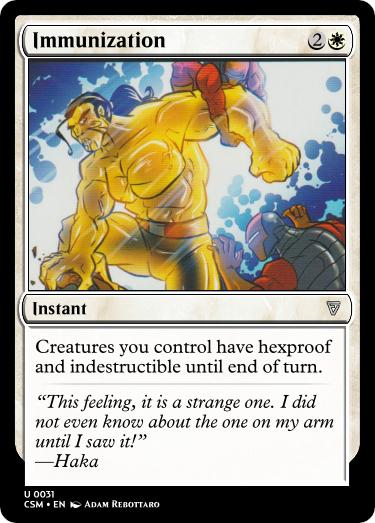 Immunization 2
Instant
Creatures you control have hexproof
and indestructible until end of turn.
“This feeling, it is a strange one. I did
not even know about the one on my arm
until I saw it!”
—Haka
U 0031
CSM • EN Adam Rebottaro